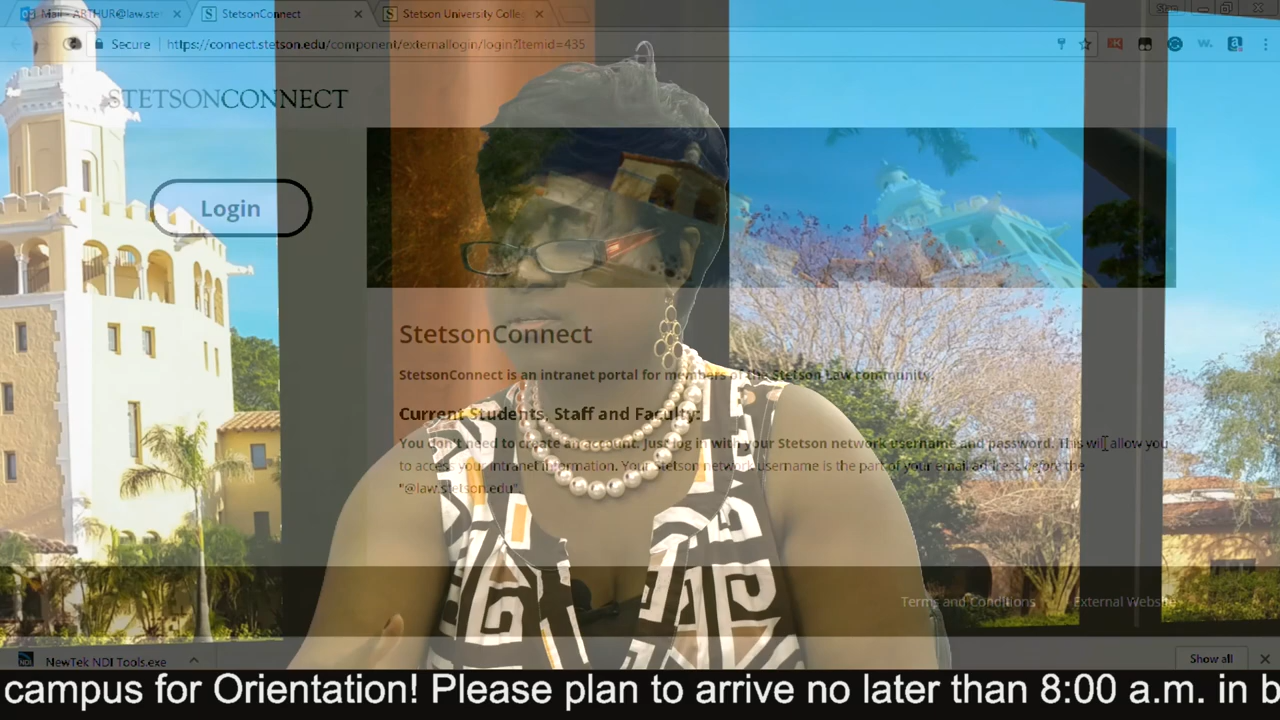 Mail - ARTHUR@law.ste
StetsonConnect
Stetson University Colle
Secure
https://connect.stetson.edu/component/externallogin/login?Itemid=435
STETSONCONNECT
Login
StetsonConnect
StetsonConnect is an intranet portal for members of the Stetson Law community.
Current Students, Staff and Faculty:
You don't need to create an account. Just log in with your Stetson network username and password. This will allow you
to access your intranet information. Your Stetson network username is the part of your email address before the
"@law.stetson.edu"
Terms and Conditions
External Website
NewTek NDI Tools.exe
Show all
campus for Orientation! Please plan to arrive no later than 8:00 a.m. in b